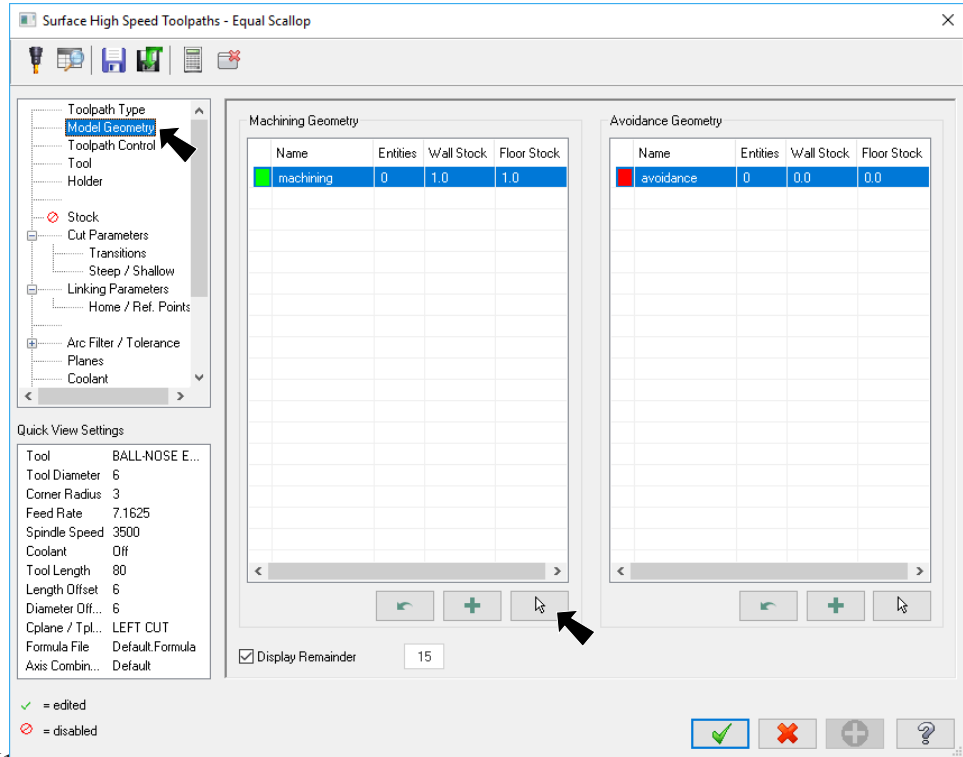 Surface High Speed Toolpaths - Equal Scallop
Toolpath Type
Model Geometry
Toolpath Control
Tool
Holder
Stock
Cut Parameters
Transitions
Steep / Shallow
Linking Parameters
Home / Ref. Points
Arc Filter / Tolerance
Planes
Coolant
Quick View Settings
Tool BALL-NOSE E...
Tool Diameter 6
Corner Radius 3
Feed Rate 7.1625
Spindle Speed 3500
Coolant Off
Tool Length 80
Length Offset 6
Diameter Off... 6
Cplane / Tpl... LEFT CUT
Formula File Default.Formula
Axis Combin... Default
✓ = edited
= disabled
Machining Geometry
Name Entities Wall Stock Floor Stock
machining 0 1.0 1.0
Display Remainder 15
Avoidance Geometry
Name Entities Wall Stock Floor Stock
avoidance 0 0.0 0.0